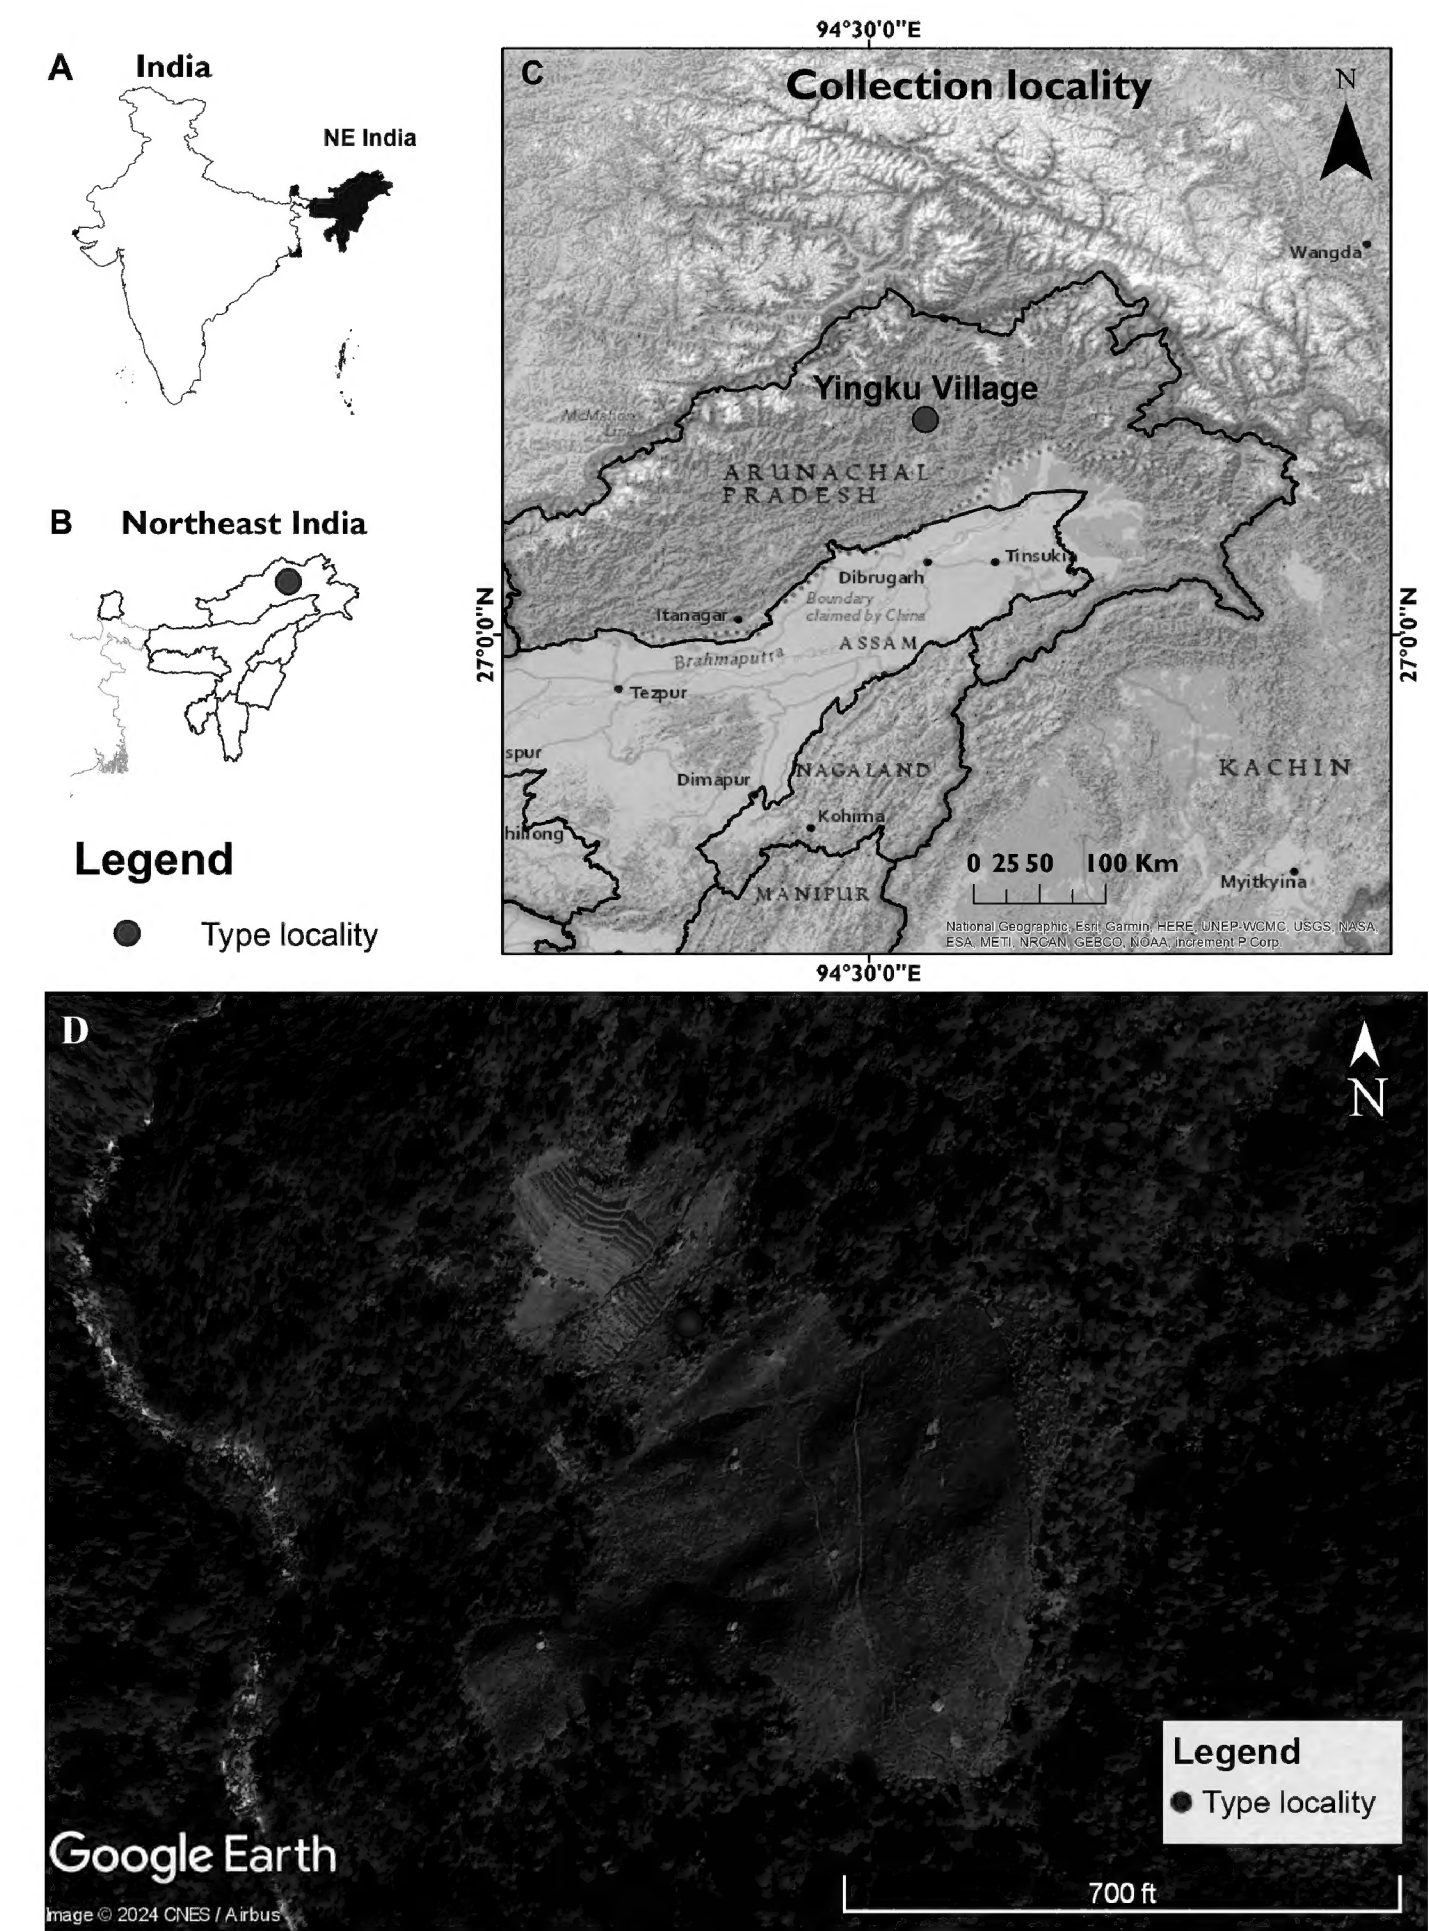 A
India
NE India
B
Northeast India
Legend
Type locality
94°30'0"E
C
Collection locality
N
Wangda
McMahon
Line
Yingku Village
ARUNACHAL
PRADESH
Tinsuki
Dibrugarh
Boundary
claimed by China
Itanagar
ASSAM
Brahmaputra
27°0'0"N
27°0'0"N
Tezpur
spur
Dimapur
NAGALAND
KACHIN
Kohima
hillong
0 25 50 100 Km
MANIPUR
Myitkyina
National Geographic, Esri, Garmin, HERE, UNEP-WCMC, USGS, NASA,
ESA, METI, NRCAN, GEBCO, NOAA, increment P Corp.
94°30'0"E
D
N
Legend
Type locality
Google Earth
700 ft
Image © 2024 CNES / Airbus